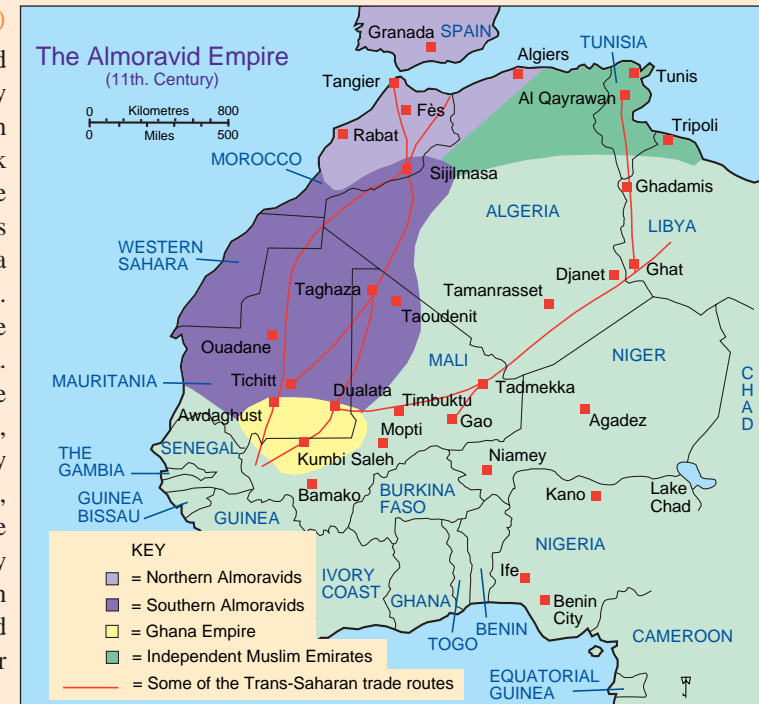 The Almoravid Empire
(11th. Century)
0 Kilometres 800
0 Miles 500
Granada
SPAIN
Algiers
TUNISIA
Tunis
Tangier
Al Qayrawan
Fès
Rabat
Tripoli
MOROCCO
Sijilmasa
Ghadamis
ALGERIA
LIBYA
WESTERN
SAHARA
Djanet
Ghat
Taghaza
Tamanrasset
Taoudenit
Ouadane
MALI
NIGER
CHAD
MAURITANIA
Tichitt
Dualata
Tadmekka
Awdaghust
Timbuktu
Gao
Agadez
Mopti
SENEGAL
THE
GAMBIA
Kumbi Saleh
Niamey
Bamako
BURKINA
FASO
Kano
Lake
Chad
GUINEA
BISSAU
GUINEA
NIGERIA
IVORY
COAST
GHANA
TOGO
BENIN
Ife
Benin
City
CAMEROON
EQUATORIAL
GUINEA
KEY
= Northern Almoravids
= Southern Almoravids
= Ghana Empire
= Independent Muslim Emirates
= Some of the Trans-Saharan trade routes